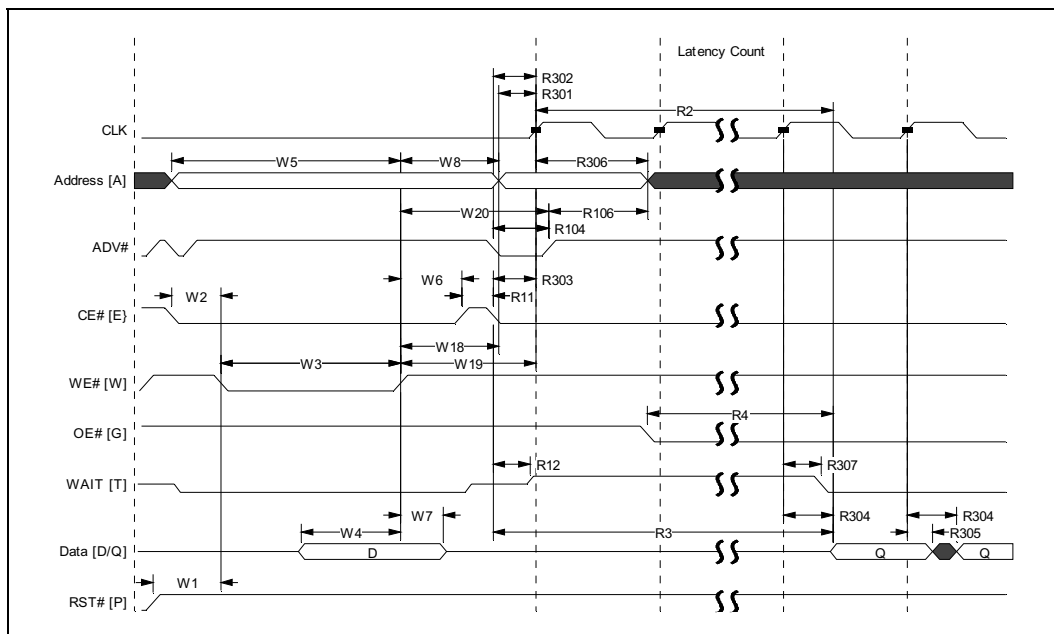 Latency Count
R302
R301
R2
CLK
W5
W8
R306
Address [A]
W20
R106
R104
ADV#
W6
R303
W2
R11
CE# [E}
W18
W3
W19
WE# [W]
R4
OE# [G]
R12
R307
WAIT [T]
W7
R304
R304
W4
R3
R305
Data [D/Q]
D
Q
Q
W1
RST# [P]